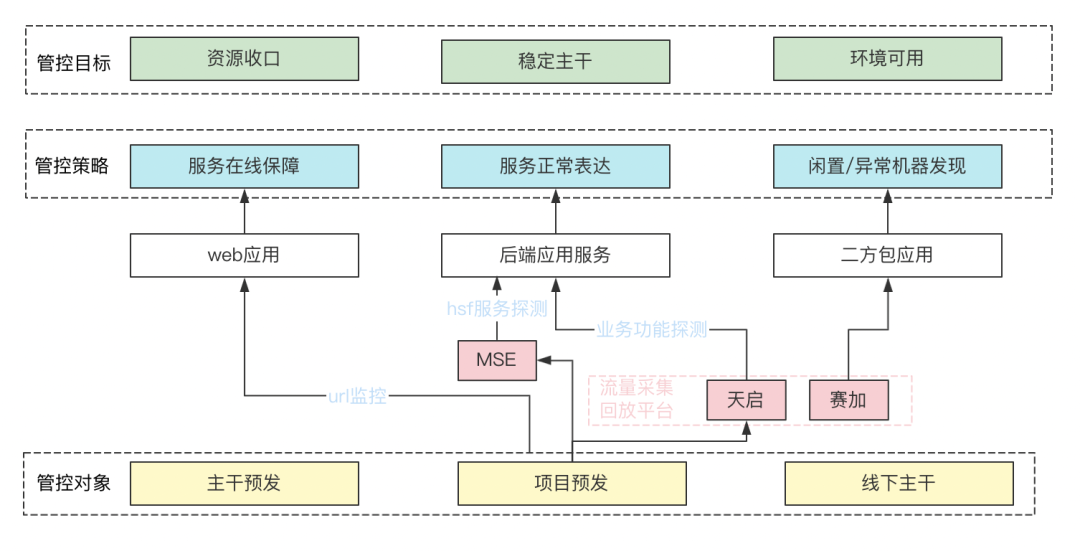 管控目标
资源收口
稳定主干
环境可用
管控策略
服务在线保障
服务正常表达
闲置/异常机器发现
web应用
后端应用服务
二方包应用
hsf服务探测
业务功能探测
MSE
url监控
流量采集
回放平台
天启
赛加
管控对象
主干预发
项目预发
线下主干